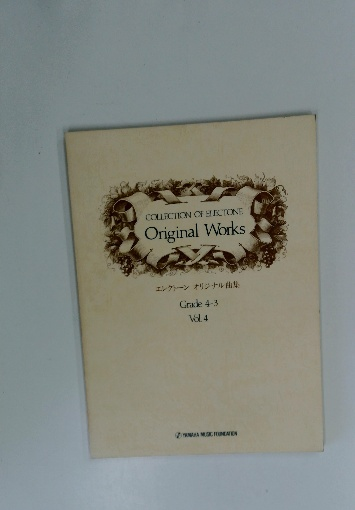 COLLECTION OF ELECTONE
Original Works
エレクトーン オリジナル曲集
Grade 4-3
Vol. 4
YAMAHA MUSIC FOUNDATION